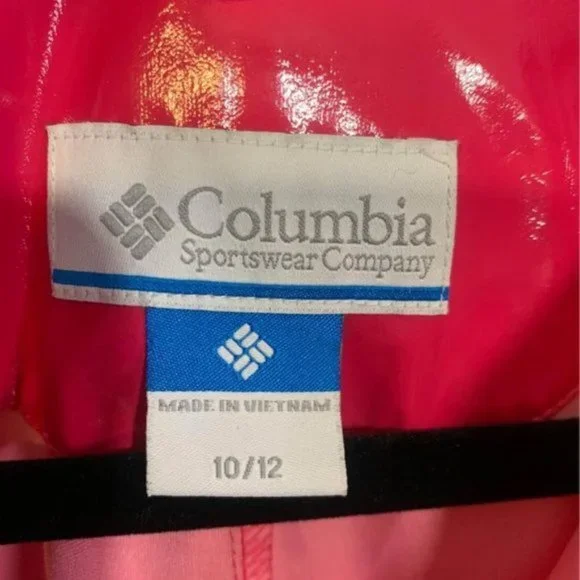 Columbia
Sportswear Company
MADE IN VIETNAM
10/12